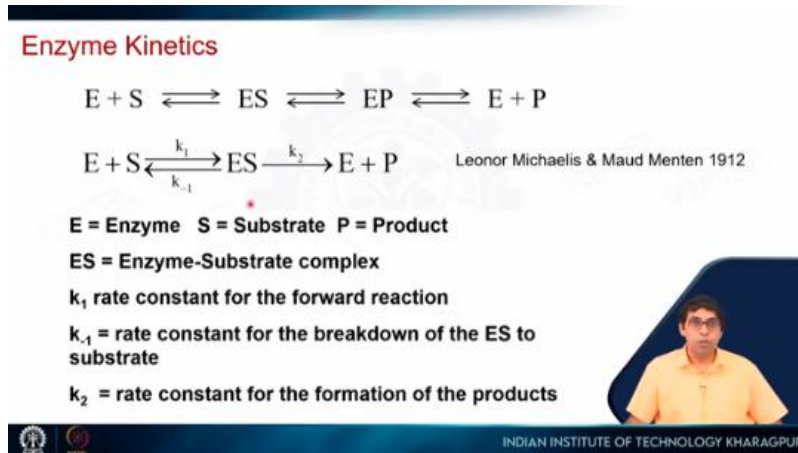 Enzyme Kinetics
E + S ⇌ ES ⇌ EP ⇌ E + P
k₁ k₂
E + S ⇌ ES → E + P Leonor Michaelis & Maud Menten 1912
k₋₁
E = Enzyme S = Substrate P = Product
ES = Enzyme-Substrate complex
k₁ rate constant for the forward reaction
k₋₁ = rate constant for the breakdown of the ES to
substrate
k₂ = rate constant for the formation of the products
INDIAN INSTITUTE OF TECHNOLOGY KHARAGPUR